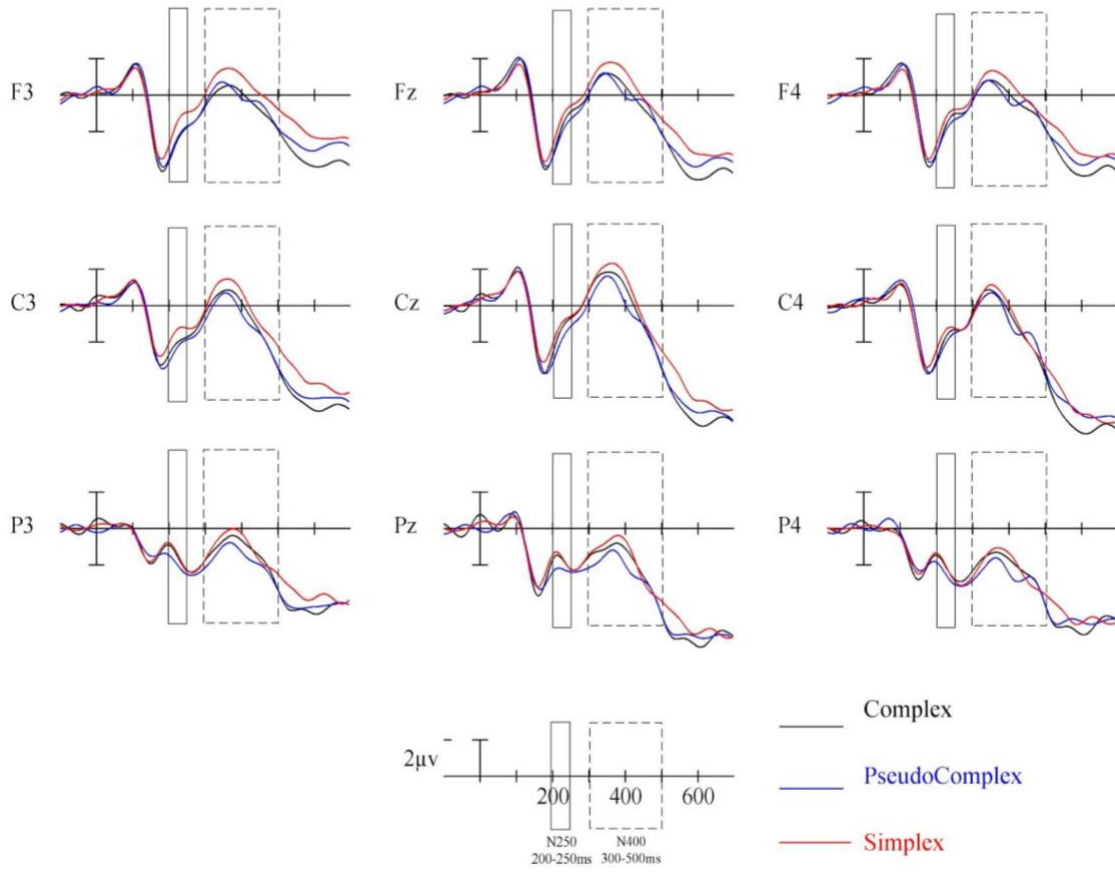 F3
Fz
F4
C3
Cz
C4
P3
Pz
P4
2μv
200 400 600
N250 N400
200-250ms 300-500ms
Complex
PseudoComplex
Simplex